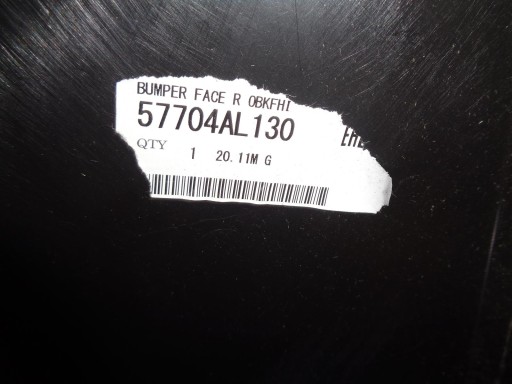 BUMPER FACE R OBKFHI
57704AL130
QTY 1 20.11M G